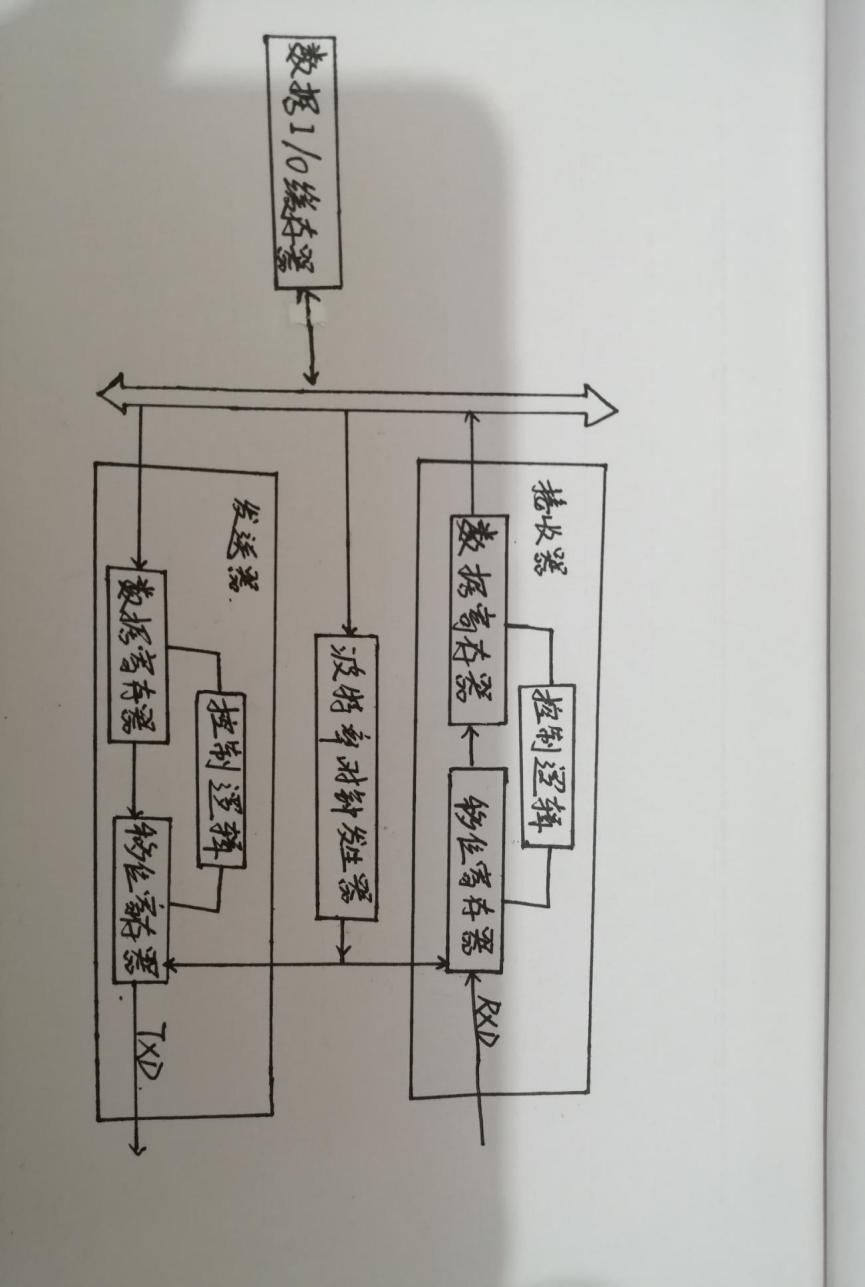 数据I/O缓存器
接收器
数据寄存器
控制逻辑
移位寄存器
RXD
波特率时钟发生器
发送器
数据寄存器
控制逻辑
移位寄存器
TXD